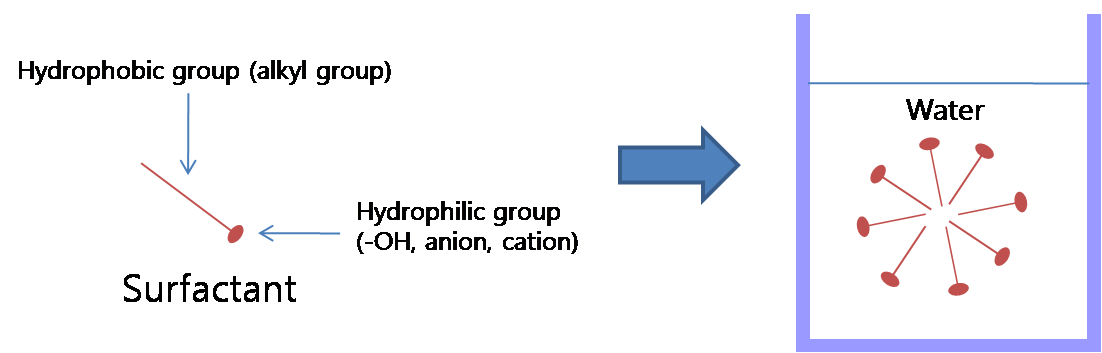 Hydrophobic group (alkyl group)
Hydrophilic group
(-OH, anion, cation)
Surfactant
Water